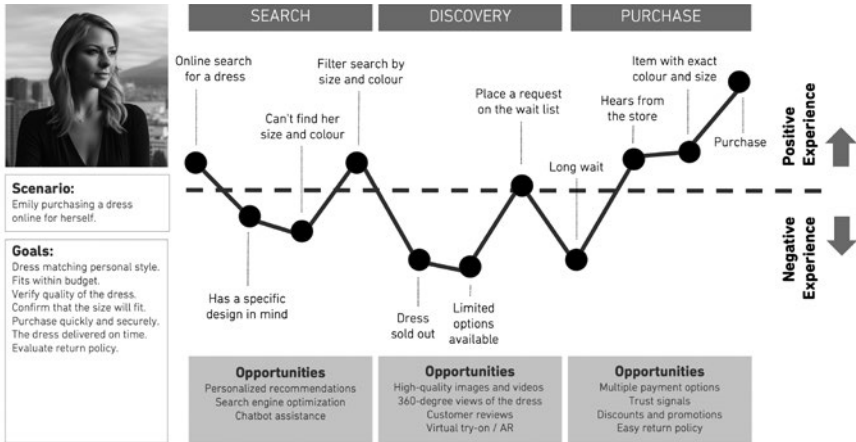 SEARCH
DISCOVERY
PURCHASE
Online search
for a dress
Can't find her
size and colour
Filter search by
size and colour
Has a specific
design in mind
Place a request
on the wait list
Dress
sold out
Limited
options
available
Long wait
Hears from
the store
Item with exact
colour and size
Purchase
Positive
Experience
Negative
Experience
Scenario:
Emily purchasing a dress
online for herself.
Goals:
Dress matching personal style.
Fits within budget.
Verify quality of the dress.
Confirm that the size will fit.
Purchase quickly and securely.
The dress delivered on time.
Evaluate return policy.
Opportunities
Personalized recommendations
Search engine optimization
Chatbot assistance
Opportunities
High-quality images and videos
360-degree views of the dress
Customer reviews
Virtual try-on / AR
Opportunities
Multiple payment options
Trust signals
Discounts and promotions
Easy return policy